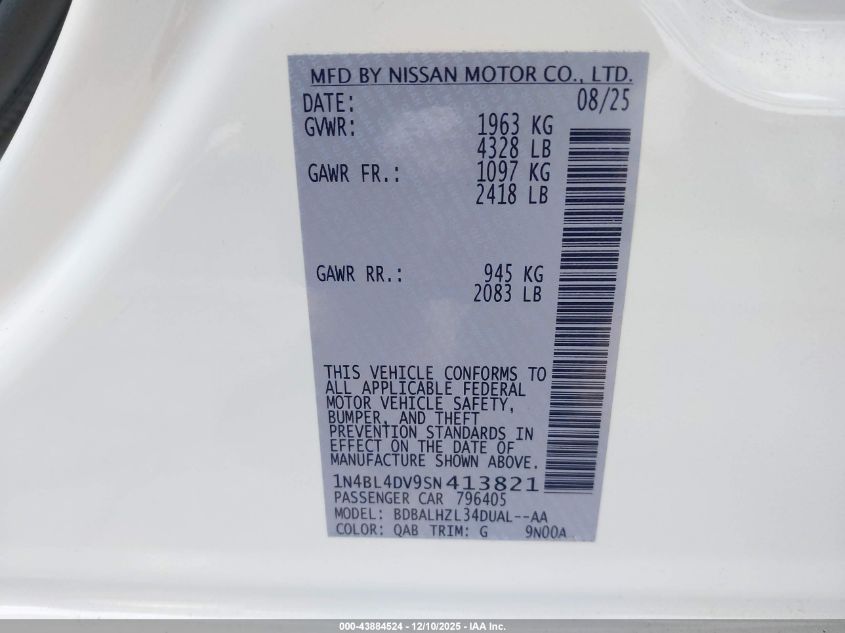 MFD BY NISSAN MOTOR CO., LTD.
DATE: 08/25
GVWR: 1963 KG
4328 LB
GAWR FR.: 1097 KG
2418 LB
GAWR RR.: 945 KG
2083 LB
THIS VEHICLE CONFORMS TO
ALL APPLICABLE FEDERAL
MOTOR VEHICLE SAFETY,
BUMPER, AND THEFT
PREVENTION STANDARDS IN
EFFECT ON THE DATE OF
MANUFACTURE SHOWN ABOVE.
1N4BL4DV9SN413821
PASSENGER CAR 796405
MODEL: BDBALHZL34DUAL--AA
COLOR: QAB TRIM: G 9N00A
000-43884524 - 12/10/2025 - IAA Inc.